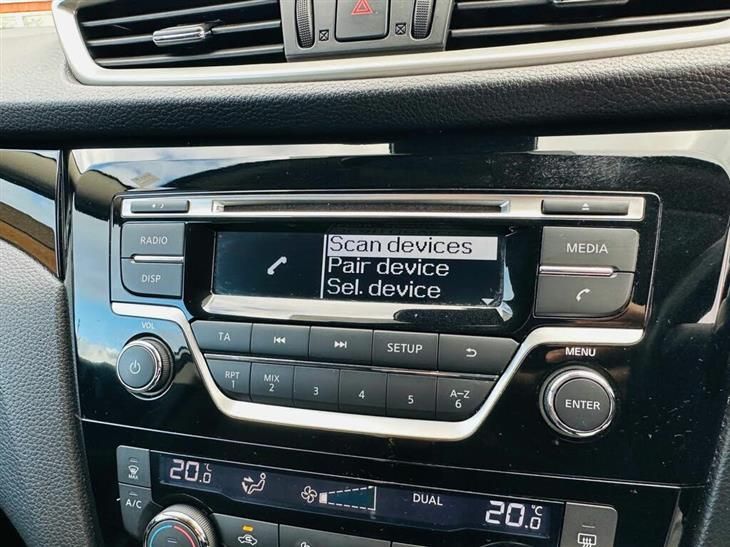 RADIO
DISP
Scan devices
Pair device
Sel. device
MEDIA
VOL
TA
SETUP
RPT
1
MIX
2
3
4
5
A–Z
6
MENU
ENTER
MAX
A/C
20.0 °C
DUAL
20.0 °C